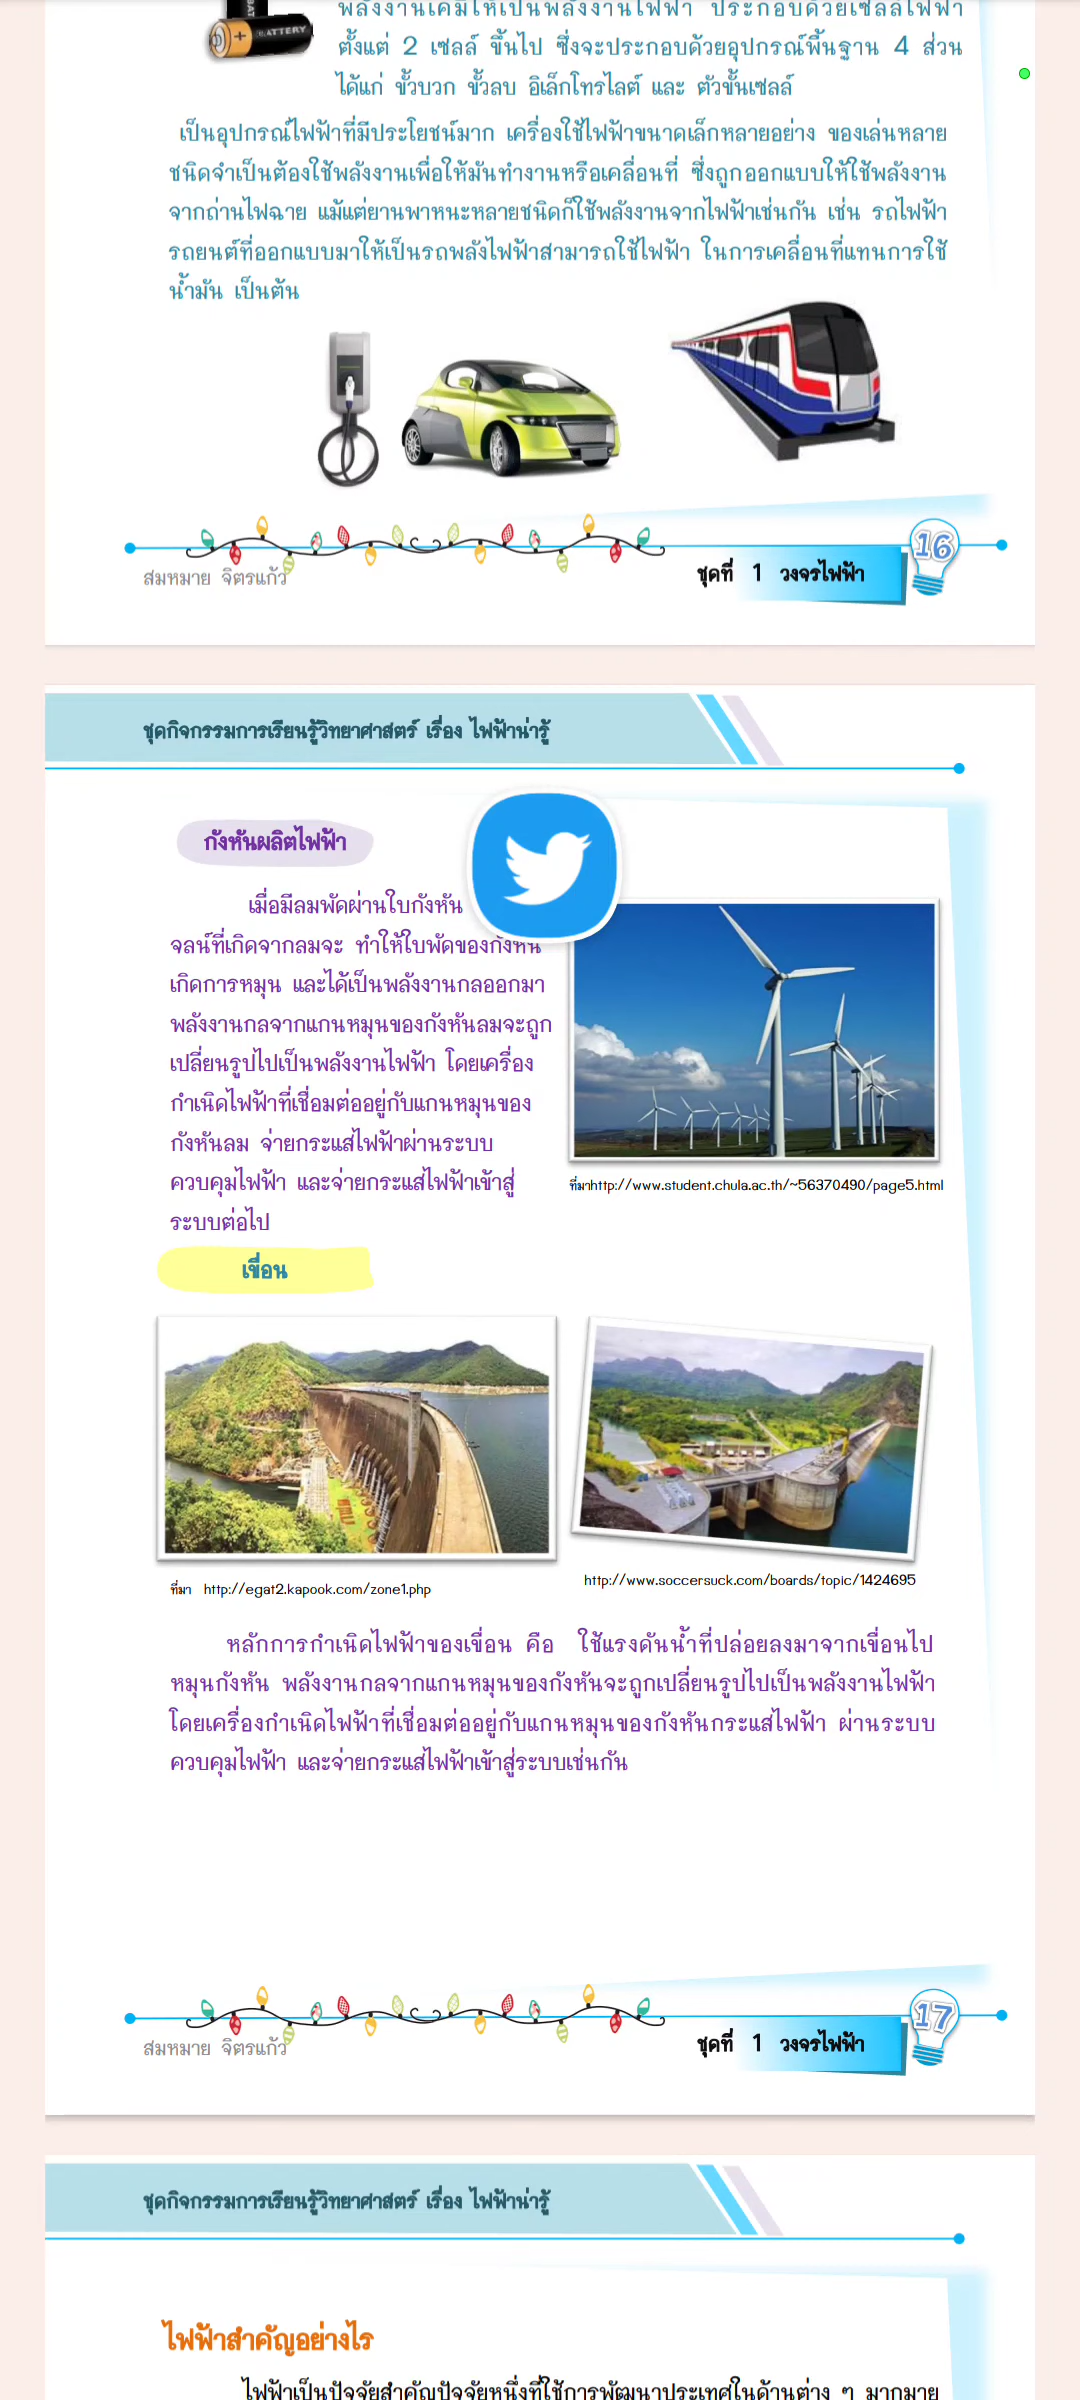 พลังงานเคมีให้เป็นพลังงานไฟฟ้า ประกอบด้วยเซลล์ไฟฟ้า
BATTERY
ตั้งแต่ 2 เซลล์ ขึ้นไป ซึ่งจะประกอบด้วยอุปกรณ์พื้นฐาน 4 ส่วน
ได้แก่ ขั้วบวก ขั้วลบ อิเล็กโทรไลต์ และ ตัวขั้นเซลล์
เป็นอุปกรณ์ไฟฟ้าที่มีประโยชน์มาก เครื่องใช้ไฟฟ้าขนาดเล็กหลายอย่าง ของเล่นหลาย
ชนิดจำเป็นต้องใช้พลังงานเพื่อให้มันทำงานหรือเคลื่อนที่ ซึ่งถูกออกแบบให้ใช้พลังงาน
จากถ่านไฟฉาย แม้แต่ยานพาหนะหลายชนิดก็ใช้พลังงานจากไฟฟ้าเช่นกัน เช่น รถไฟฟ้า
รถยนต์ที่ออกแบบมาให้เป็นรถพลังไฟฟ้าสามารถใช้ไฟฟ้า ในการเคลื่อนที่แทนการใช้
น้ำมัน เป็นต้น
16
สมหมาย จิตรแก้ว
ชุดที่ 1 วงจรไฟฟ้า
ชุดกิจกรรมการเรียนรู้วิทยาศาสตร์ เรื่อง ไฟฟ้าน่ารู้
กังหันผลิตไฟฟ้า
เมื่อมีลมพัดผ่านใบกังหัน
จลน์ที่เกิดจากลมจะ ทำให้ใบพัดของกังหัน
เกิดการหมุน และได้เป็นพลังงานกลออกมา
พลังงานกลจากแกนหมุนของกังหันลมจะถูก
เปลี่ยนรูปไปเป็นพลังงานไฟฟ้า โดยเครื่อง
กำเนิดไฟฟ้าที่เชื่อมต่ออยู่กับแกนหมุนของ
กังหันลม จ่ายกระแสไฟฟ้าผ่านระบบ
ควบคุมไฟฟ้า และจ่ายกระแสไฟฟ้าเข้าสู่
ระบบต่อไป
ที่มาhttp://www.student.chula.ac.th/~56370490/page5.html
เขื่อน
ที่มา http://egat2.kapook.com/zone1.php
http://www.soccersuck.com/boards/topic/1424695
หลักการกำเนิดไฟฟ้าของเขื่อน คือ ใช้แรงดันน้ำที่ปล่อยลงมาจากเขื่อนไป
หมุนกังหัน พลังงานกลจากแกนหมุนของกังหันจะถูกเปลี่ยนรูปไปเป็นพลังงานไฟฟ้า
โดยเครื่องกำเนิดไฟฟ้าที่เชื่อมต่ออยู่กับแกนหมุนของกังหันกระแสไฟฟ้า ผ่านระบบ
ควบคุมไฟฟ้า และจ่ายกระแสไฟฟ้าเข้าสู่ระบบเช่นกัน
17
สมหมาย จิตรแก้ว
ชุดที่ 1 วงจรไฟฟ้า
ชุดกิจกรรมการเรียนรู้วิทยาศาสตร์ เรื่อง ไฟฟ้าน่ารู้
ไฟฟ้าสำคัญอย่างไร
ไฟฟ้าเป็นปัจจัยสำคัญปัจจัยหนึ่งที่ใช้การพัฒนาประเทศในด้านต่าง ๆ มากมาย